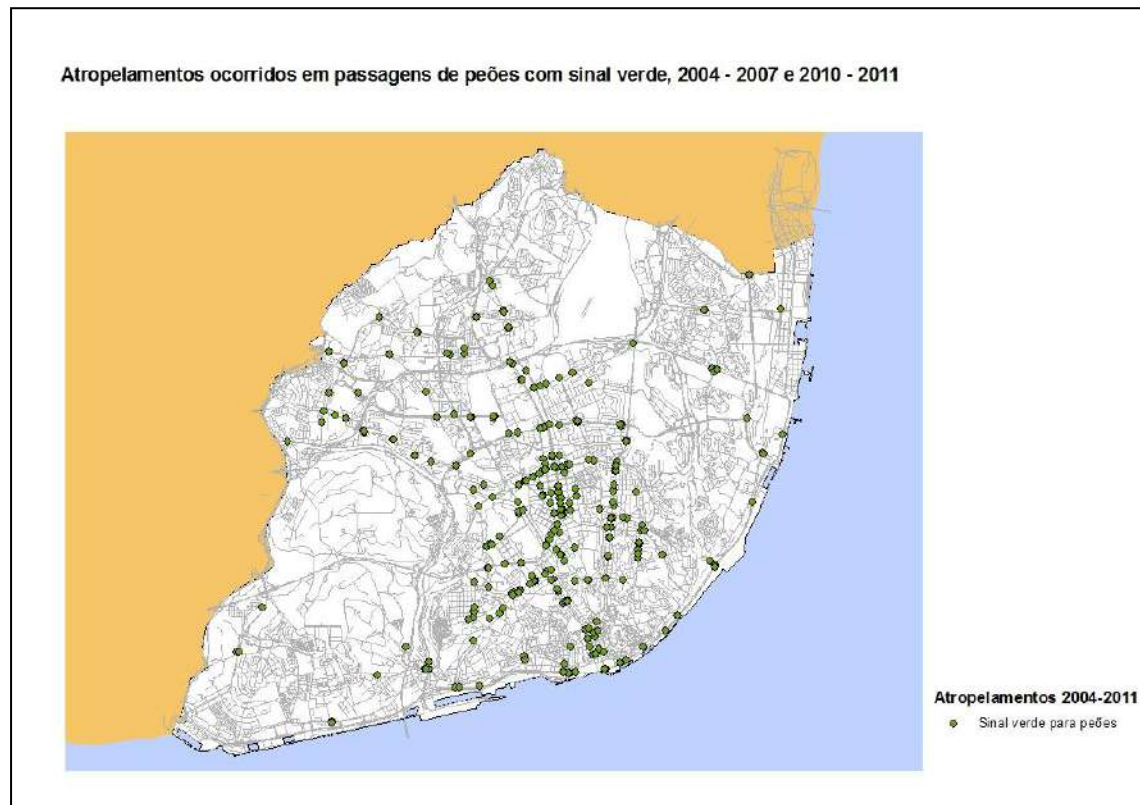 Atropelamentos ocorridos em passagens de peões com sinal verde, 2004 - 2007 e 2010 - 2011
Atropelamentos 2004-2011
Sinal verde para peões